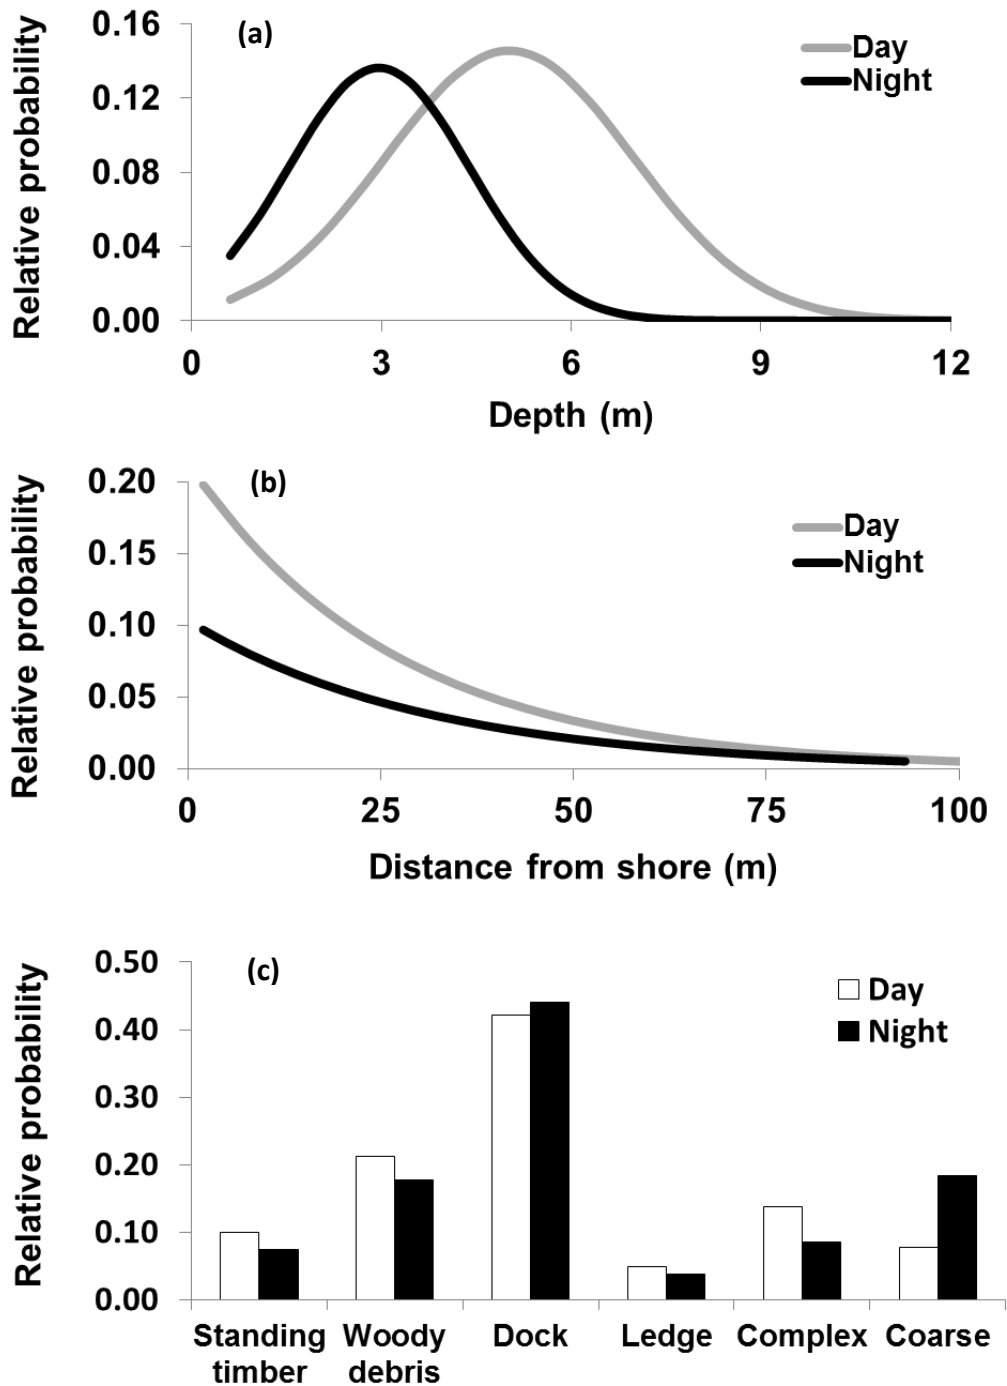 (a)
Relative probability
0.16
0.12
0.08
0.04
0.00
Day
Night
0 3 6 9 12
Depth (m)
(b)
Relative probability
0.20
0.15
0.10
0.05
0.00
Day
Night
0 25 50 75 100
Distance from shore (m)
(c)
Relative probability
0.50
0.40
0.30
0.20
0.10
0.00
Day
Night
Standing timber
Woody debris
Dock
Ledge
Complex
Coarse